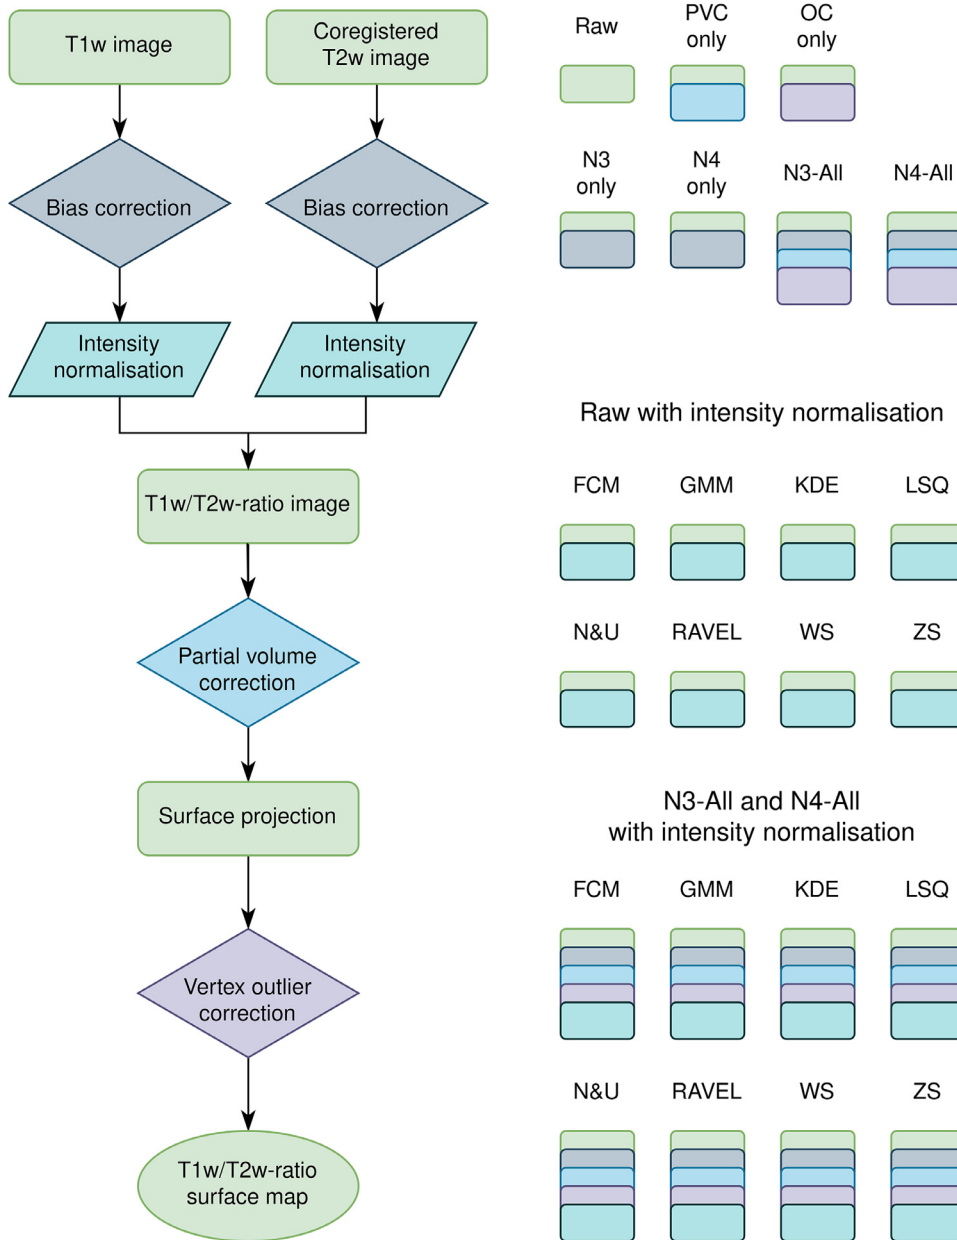 T1w image
Coregistered
T2w image
Bias correction
Bias correction
Intensity
normalisation
Intensity
normalisation
T1w/T2w-ratio image
Partial volume
correction
Surface projection
Vertex outlier
correction
T1w/T2w-ratio
surface map
Raw
PVC
only
OC
only
N3
only
N4
only
N3-All
N4-All
Raw with intensity normalisation
FCM
GMM
KDE
LSQ
N&U
RAVEL
WS
ZS
N3-All and N4-All
with intensity normalisation
FCM
GMM
KDE
LSQ
N&U
RAVEL
WS
ZS